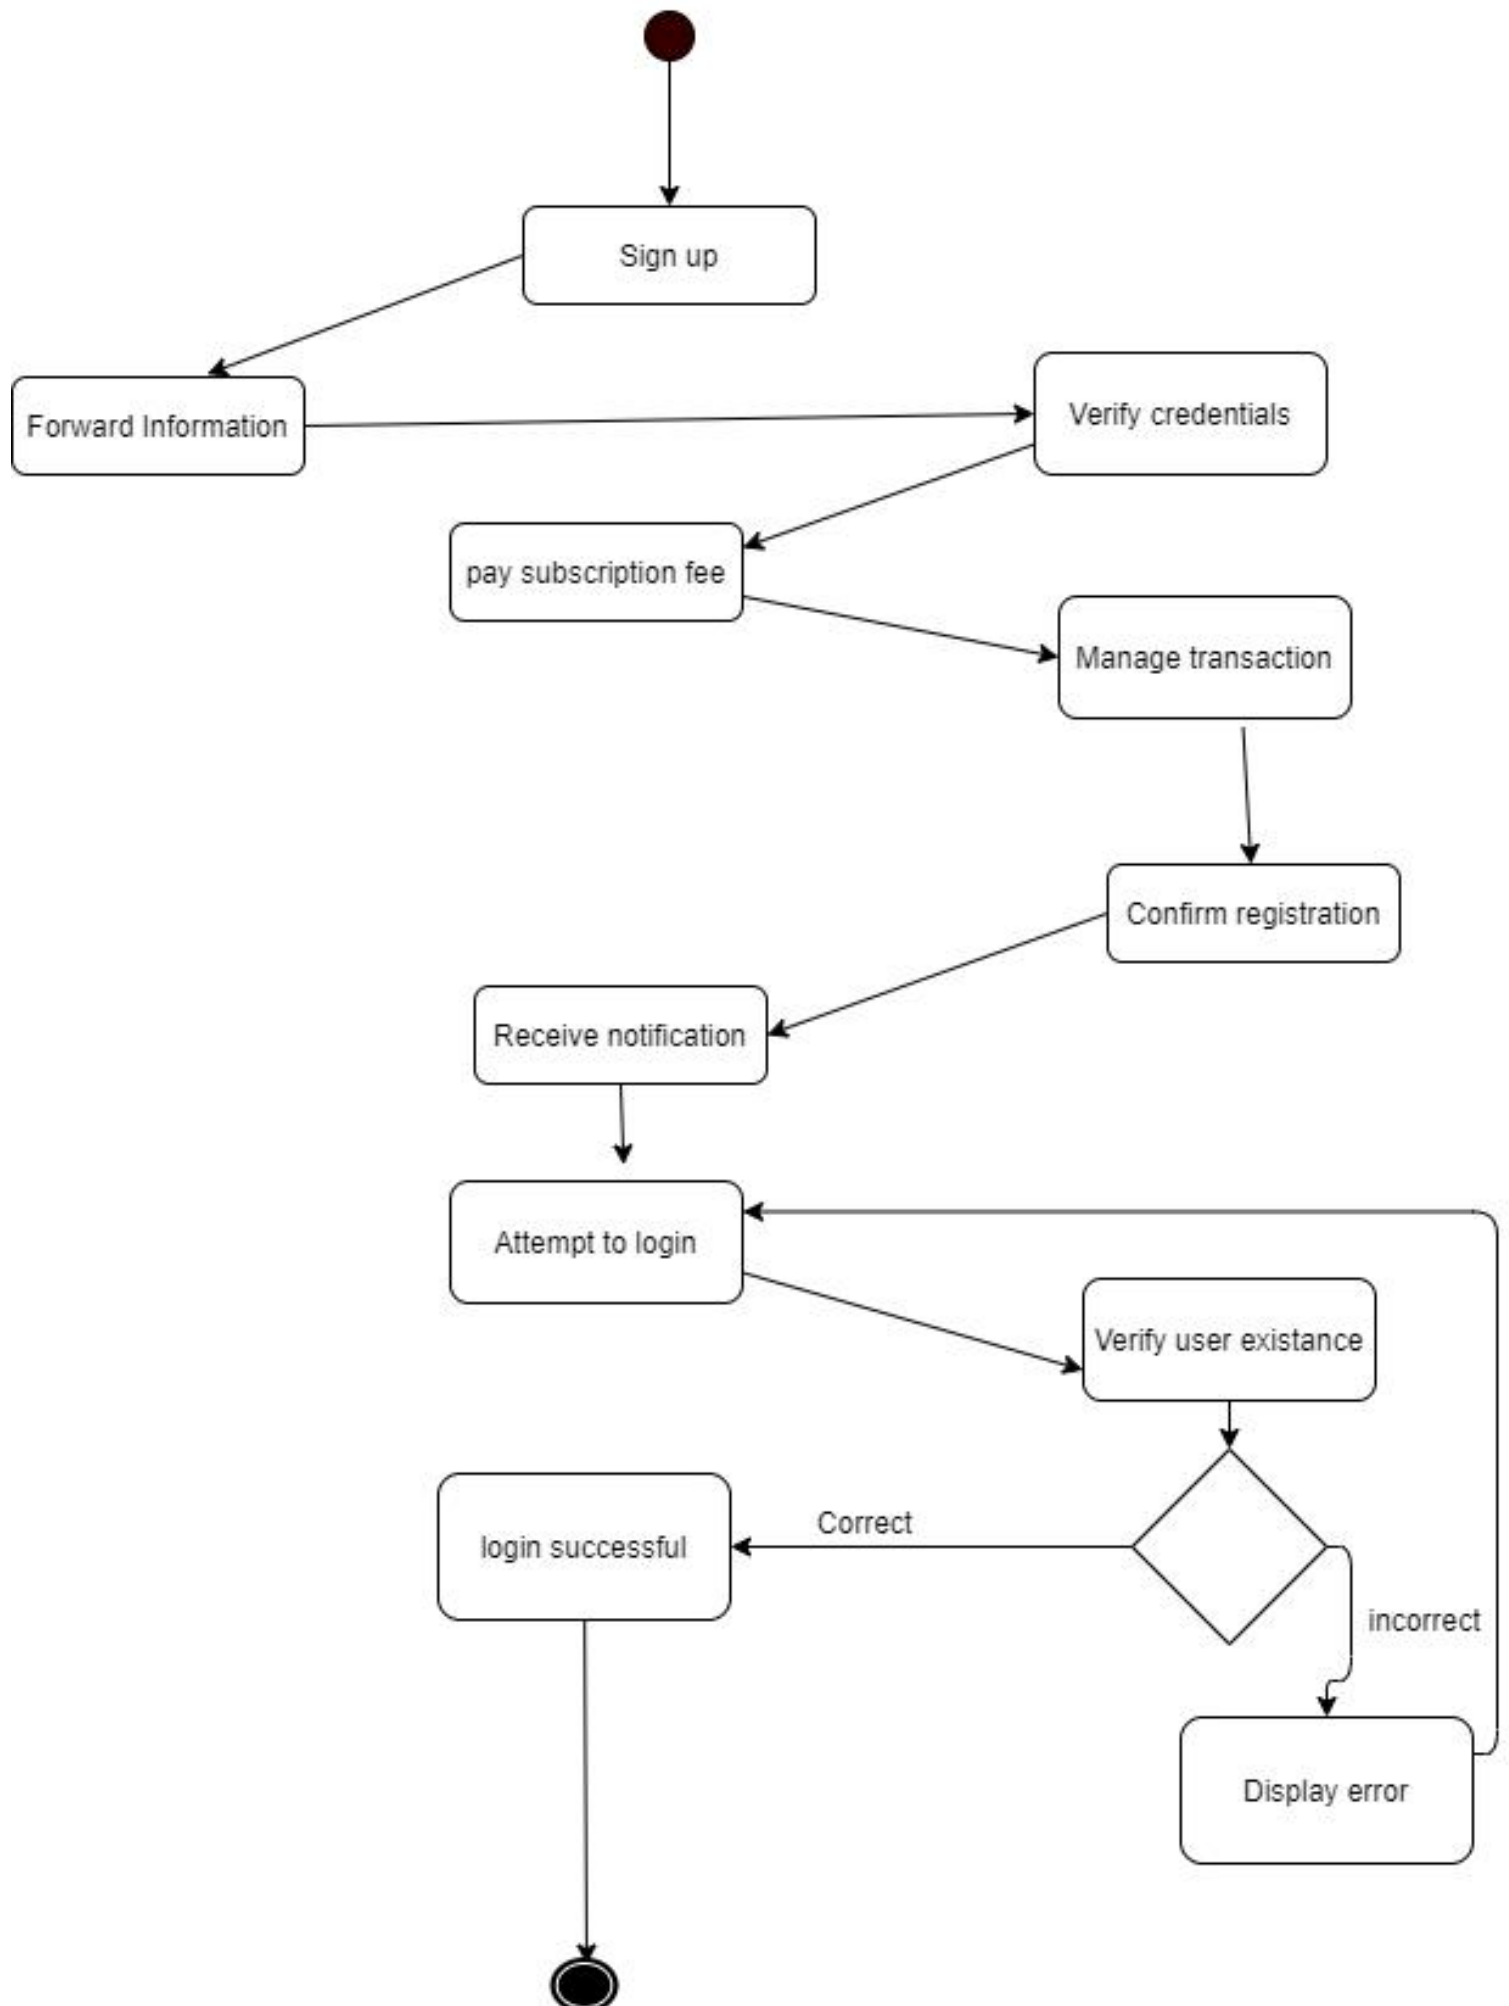 Sign up
Forward Information
Verify credentials
pay subscription fee
Manage transaction
Confirm registration
Receive notification
Attempt to login
Verify user existance
Correct
login successful
incorrect
Display error